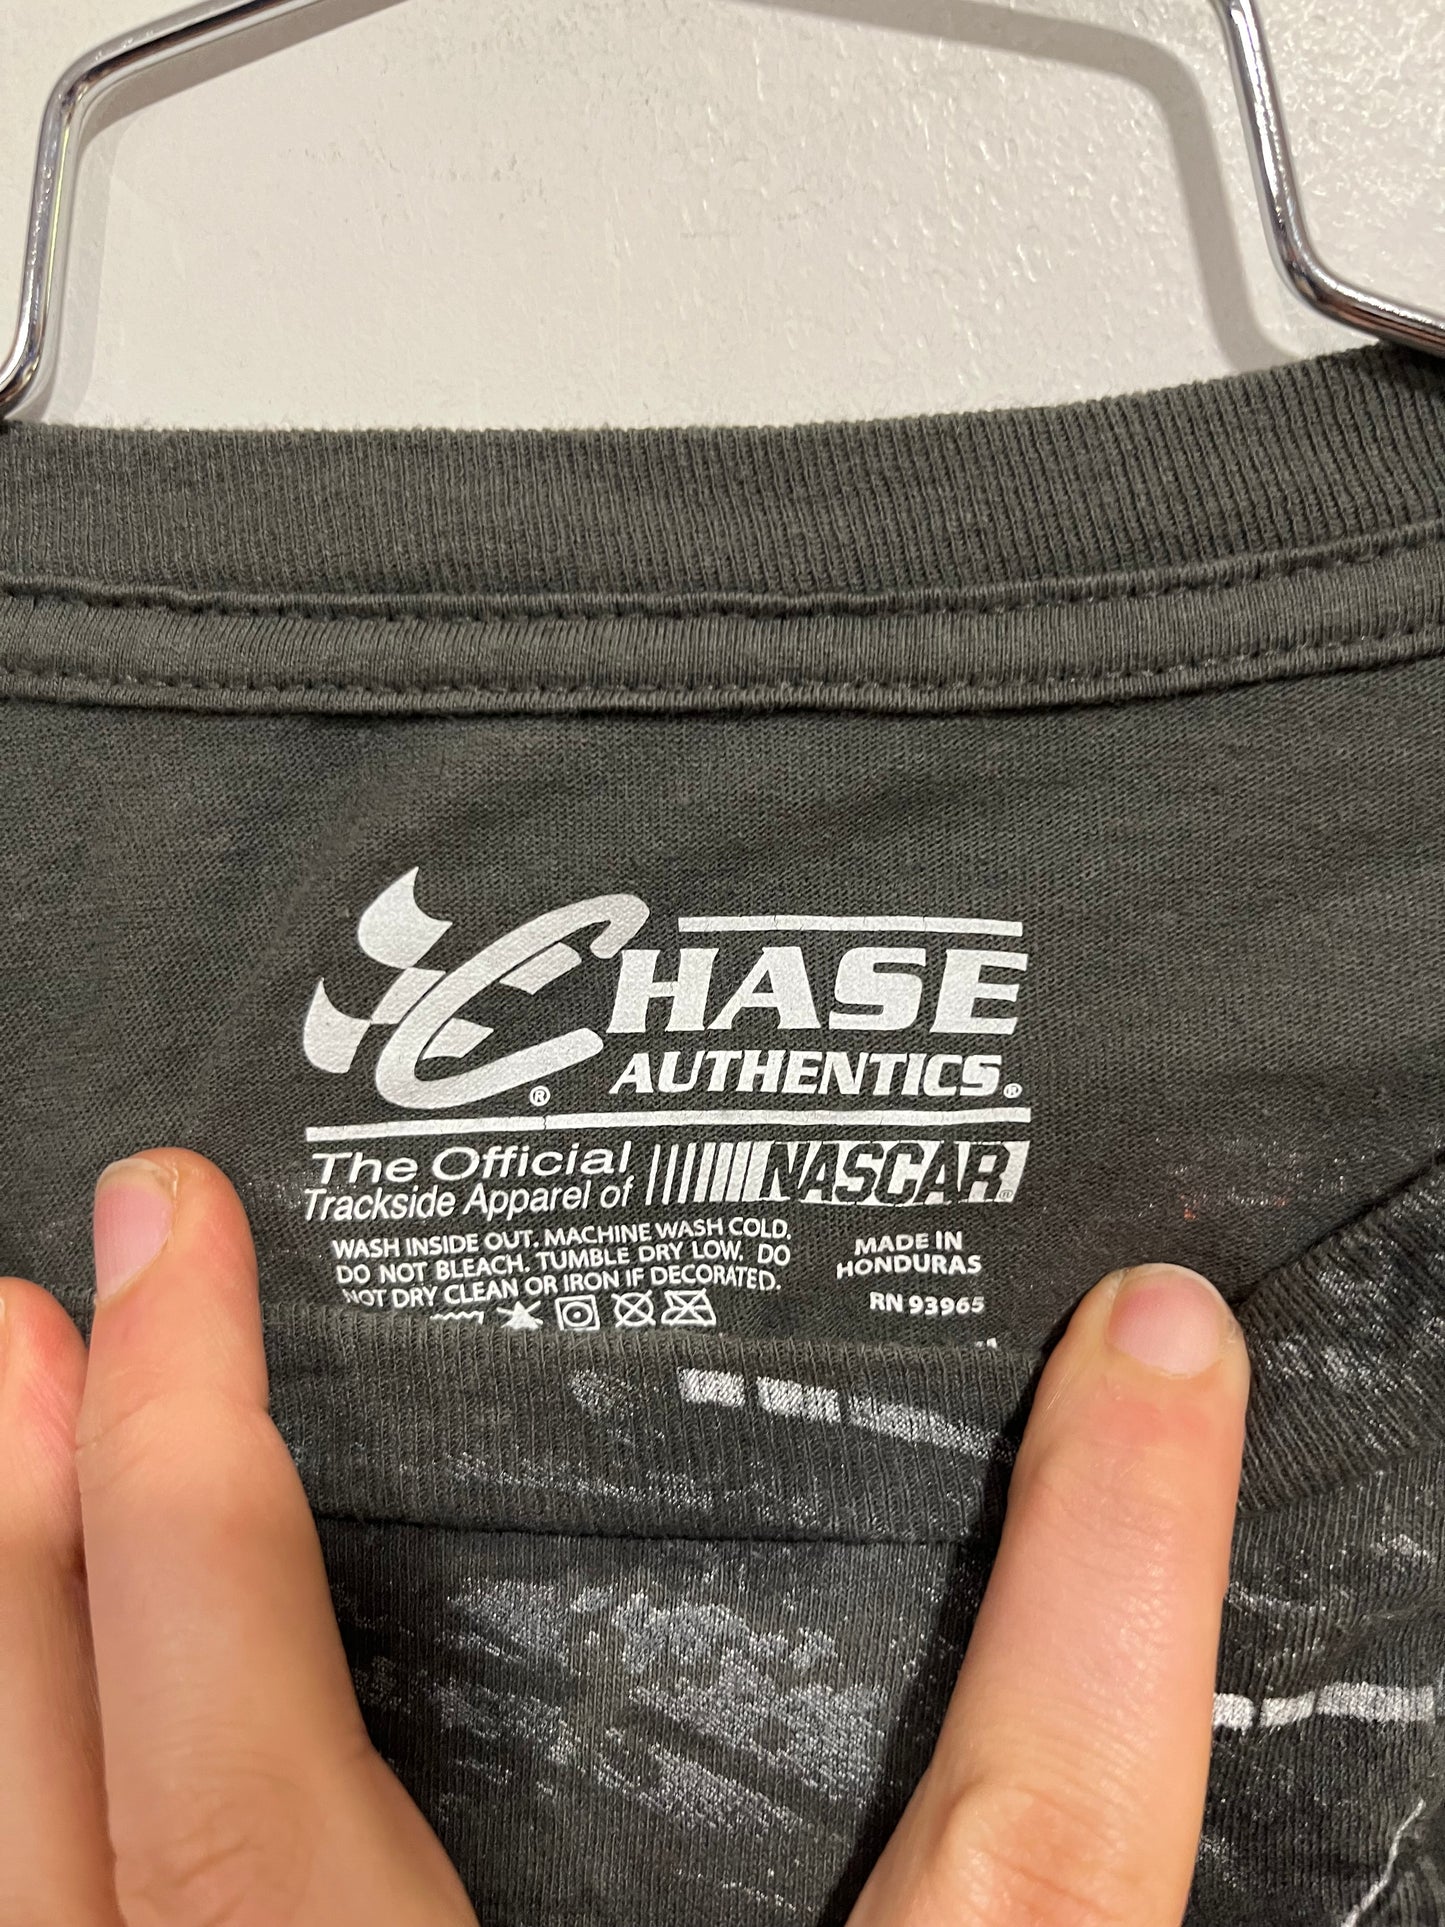 CHASE
AUTHENTICS®
®
The Official
Trackside Apparel of NASCAR®
WASH INSIDE OUT. MACHINE WASH COLD.
DO NOT BLEACH. TUMBLE DRY LOW. DO
NOT DRY CLEAN OR IRON IF DECORATED.
MADE IN
HONDURAS
RN 93965